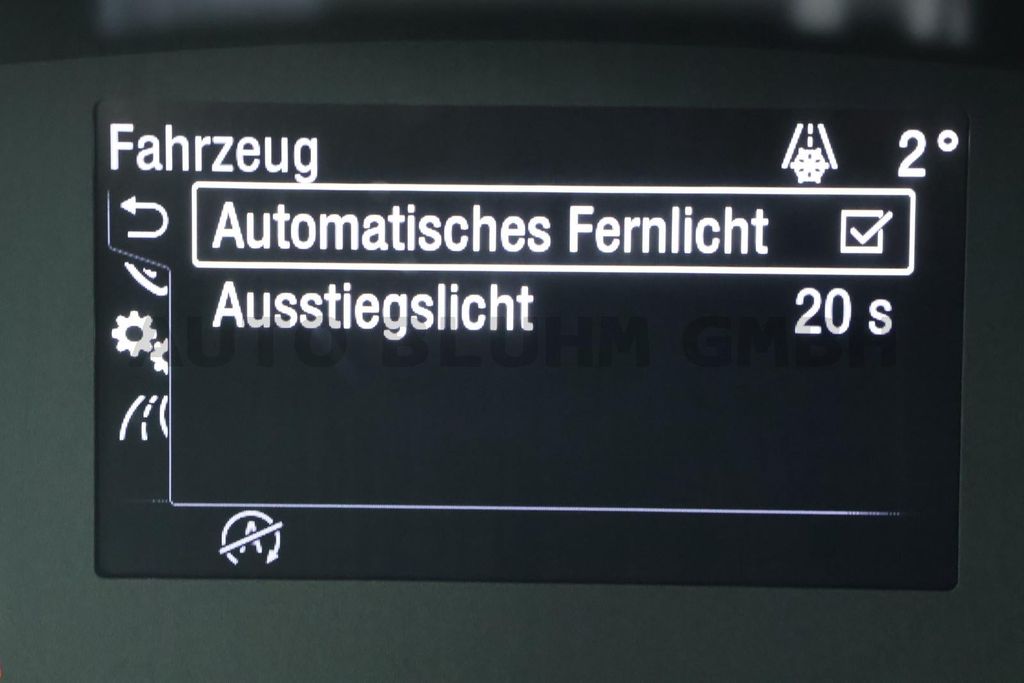 Fahrzeug 2°
Automatisches Fernlicht
Ausstiegslicht 20 s
AUTO BLUHM GMBH
A